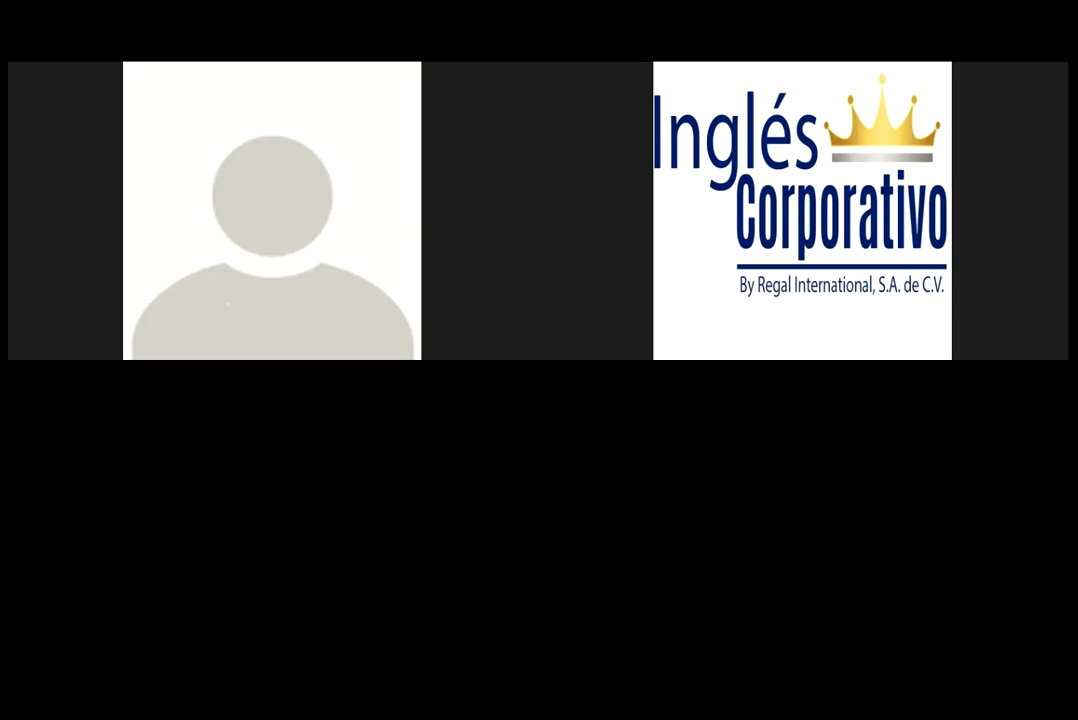 Inglés
Corporativo
By Regal International, S.A. de C.V.